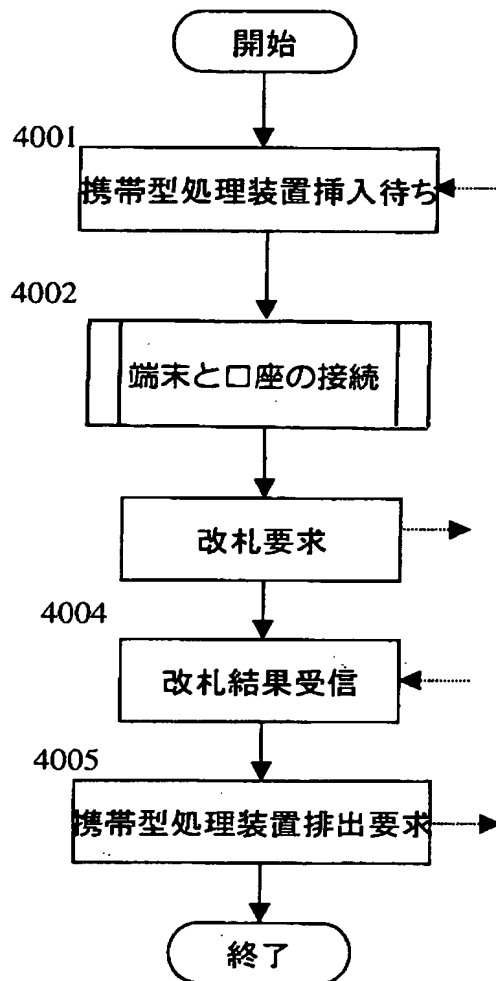 開始
4001
携帯型処理装置挿入待ち
4002
端末と口座の接続
改札要求
4004
改札結果受信
4005
携帯型処理装置排出要求
終了